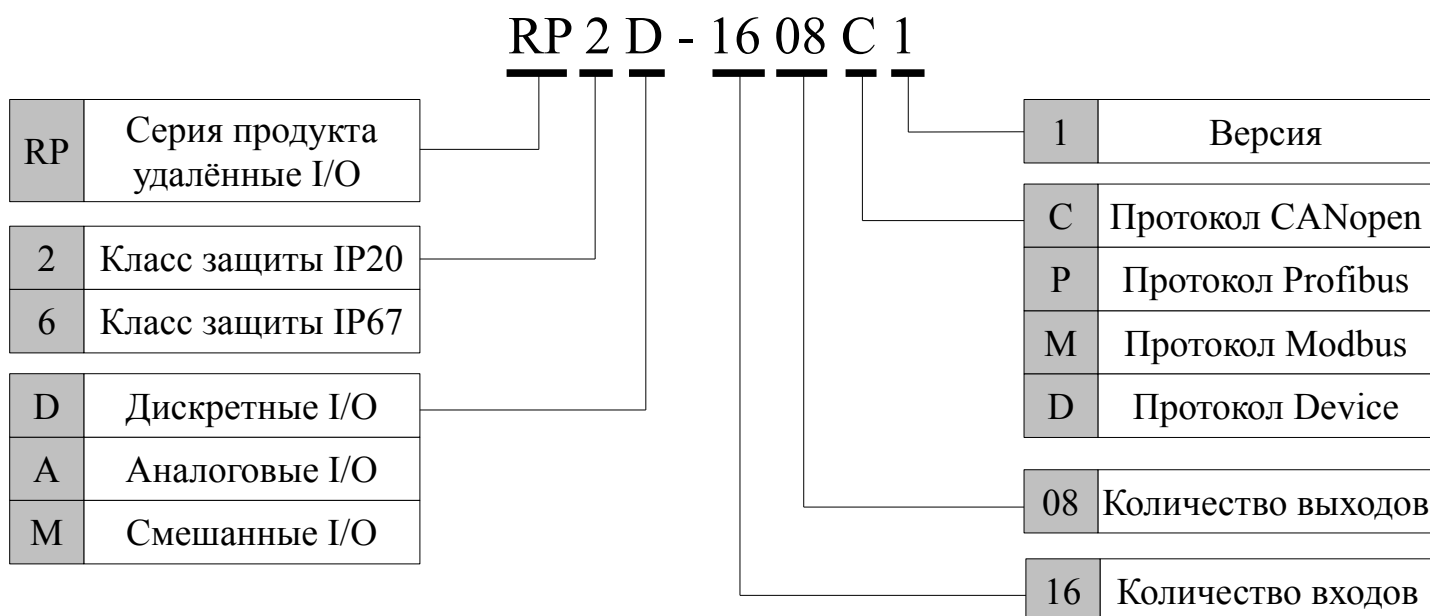 RP 2 D - 16 08 C 1
RP Серия продукта
удалённые I/O
2 Класс защиты IP20
6 Класс защиты IP67
D Дискретные I/O
A Аналоговые I/O
M Смешанные I/O
1 Версия
C Протокол CANopen
P Протокол Profibus
M Протокол Modbus
D Протокол Device
08 Количество выходов
16 Количество входов